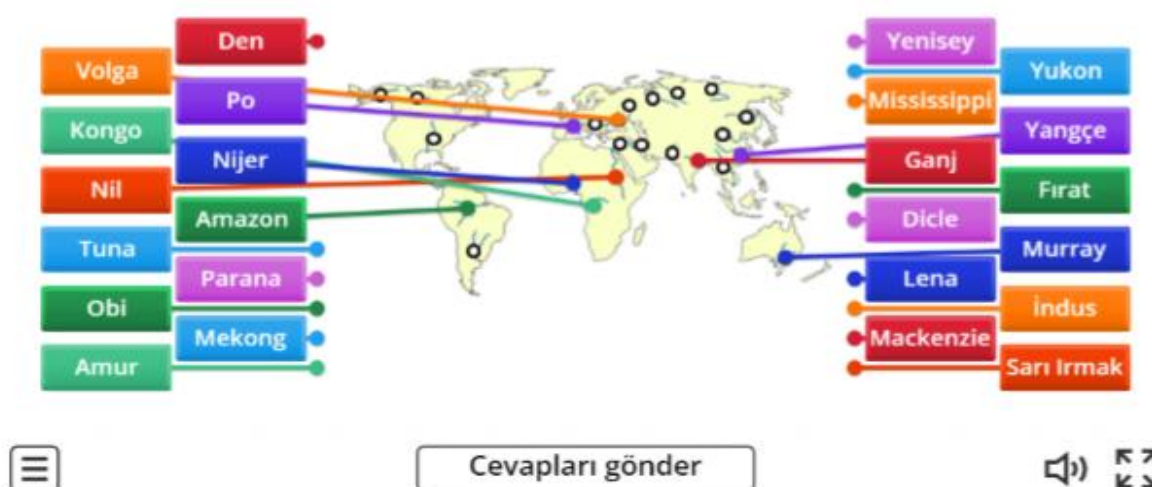 Den
Volga
Po
Kongo
Nijer
Nil
Amazon
Tuna
Parana
Obi
Mekong
Amur
Yenisey
Yukon
Mississippi
Yangçe
Ganj
Fırat
Dicle
Murray
Lena
İndus
Mackenzie
Sarı Irmak
Cevapları gönder